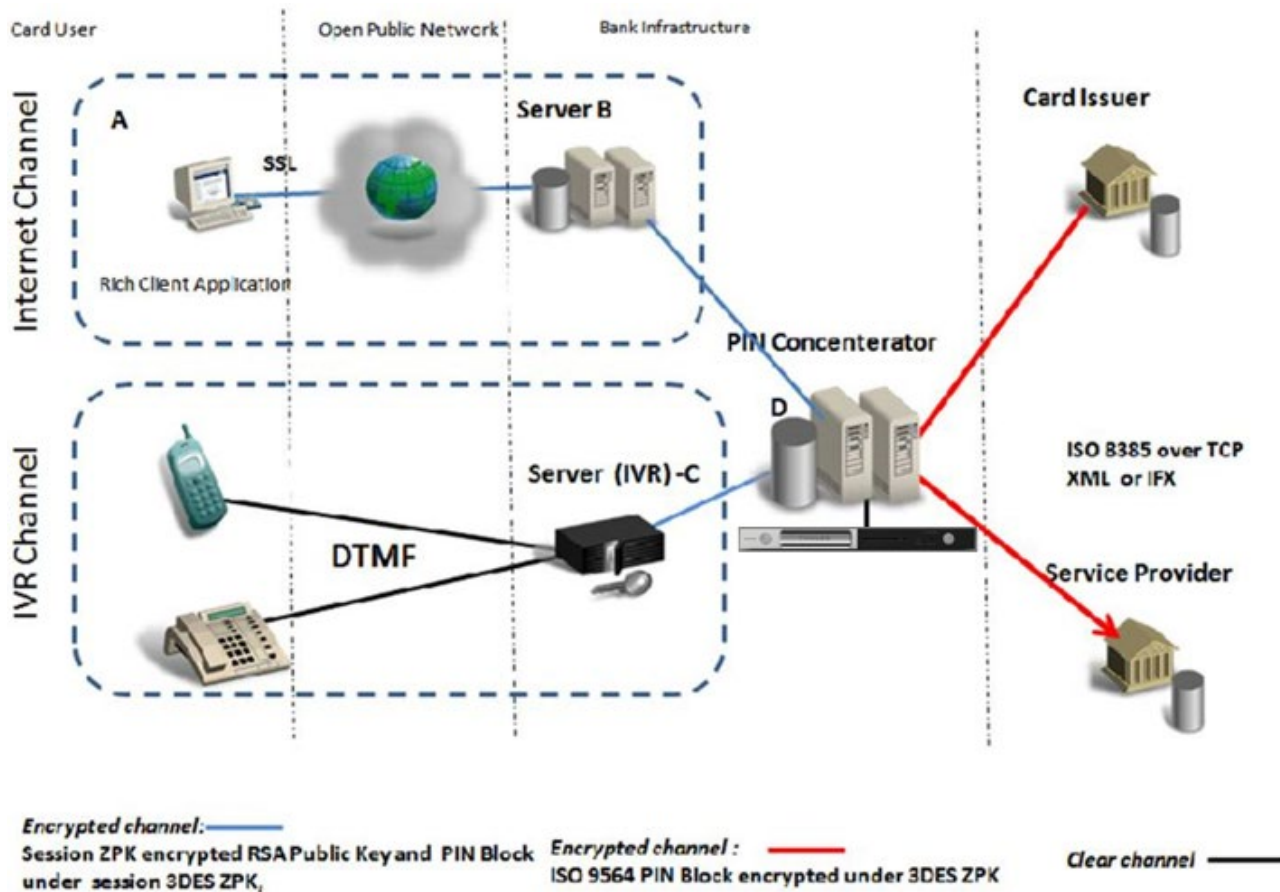 Card User
Open Public Network
Bank Infrastructure
Internet Channel
A
SSL
Server B
Card Issuer
Rich Client Application
PIN Concenterator
D
IVR Channel
Server (IVR) -C
DTMF
ISO 8385 over TCP
XML or IFX
Service Provider
Encrypted channel:
Session ZPK encrypted RSA Public Key and PIN Block
under session 3DES ZPK,
Encrypted channel :
ISO 9564 PIN Block encrypted under 3DES ZPK
Clear channel